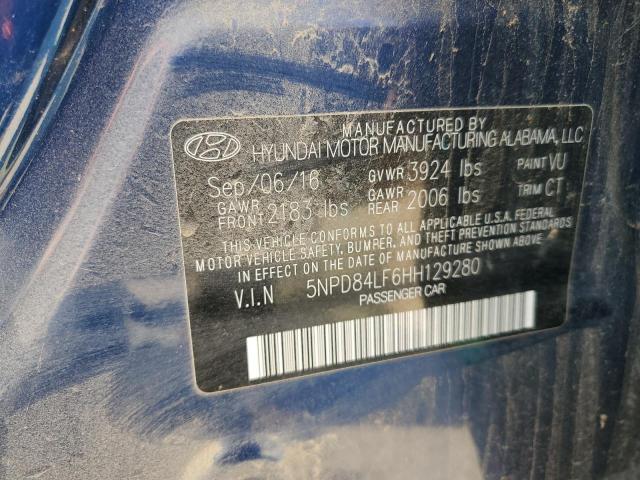 MANUFACTURED BY
HYUNDAI MOTOR MANUFACTURING ALABAMA, LLC
Sep/06/16 GVWR 3924 lbs PAINT VU
GAWR FRONT 2183 lbs GAWR REAR 2006 lbs TRIM CT
THIS VEHICLE CONFORMS TO ALL APPLICABLE U.S.A. FEDERAL
MOTOR VEHICLE SAFETY, BUMPER, AND THEFT PREVENTION
STANDARDS IN EFFECT ON THE DATE OF MANUFACTURE SHOWN ABOVE.
V.I.N 5NPD84LF6HH129280
PASSENGER CAR